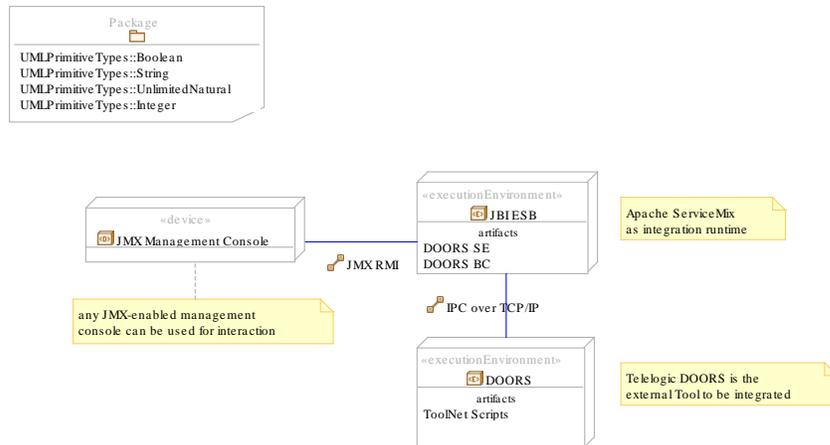 Package
UMLPrimitiveTypes::Boolean
UMLPrimitiveTypes::String
UMLPrimitiveTypes::UnlimitedNatural
UMLPrimitiveTypes::Integer
«executionEnvironment»
JBI ESB
artifacts
DOORS SE
DOORS BC
Apache ServiceMix
as integration runtime
«device»
JMX Management Console
JMX RMI
any JMX-enabled management
console can be used for interaction
IPC over TCP/IP
«executionEnvironment»
DOORS
artifacts
ToolNet Scripts
Telelogic DOORS is the
external Tool to be integrated